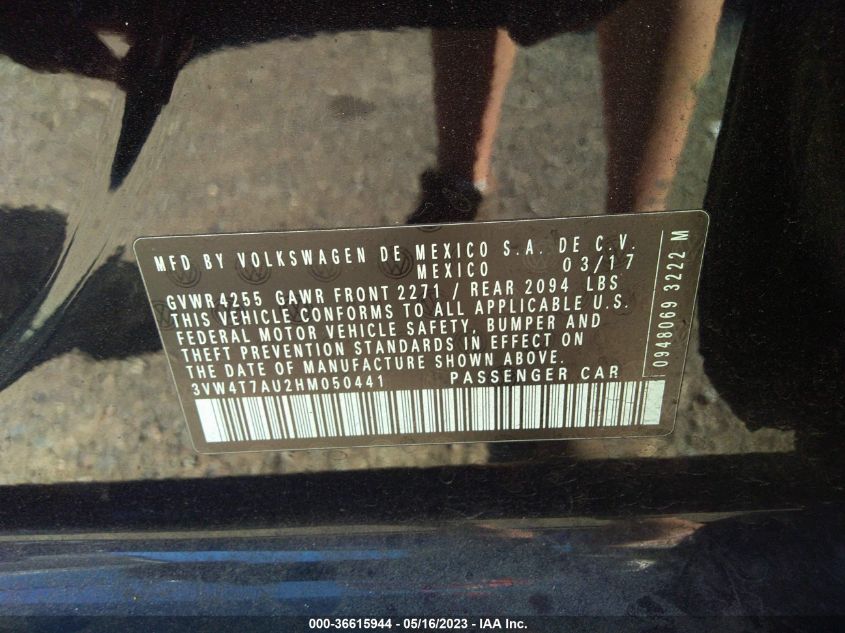 MFD BY VOLKSWAGEN DE MEXICO S.A. DE C.V.
MEXICO 03/17
GVWR4255 GAWR FRONT 2271 / REAR 2094 LBS
THIS VEHICLE CONFORMS TO ALL APPLICABLE U.S.
FEDERAL MOTOR VEHICLE SAFETY, BUMPER AND
THEFT PREVENTION STANDARDS IN EFFECT ON
THE DATE OF MANUFACTURE SHOWN ABOVE.
3VW4T7AU2HM050441 PASSENGER CAR
0948069 3222 M
000-36615944 - 05/16/2023 - IAA Inc.